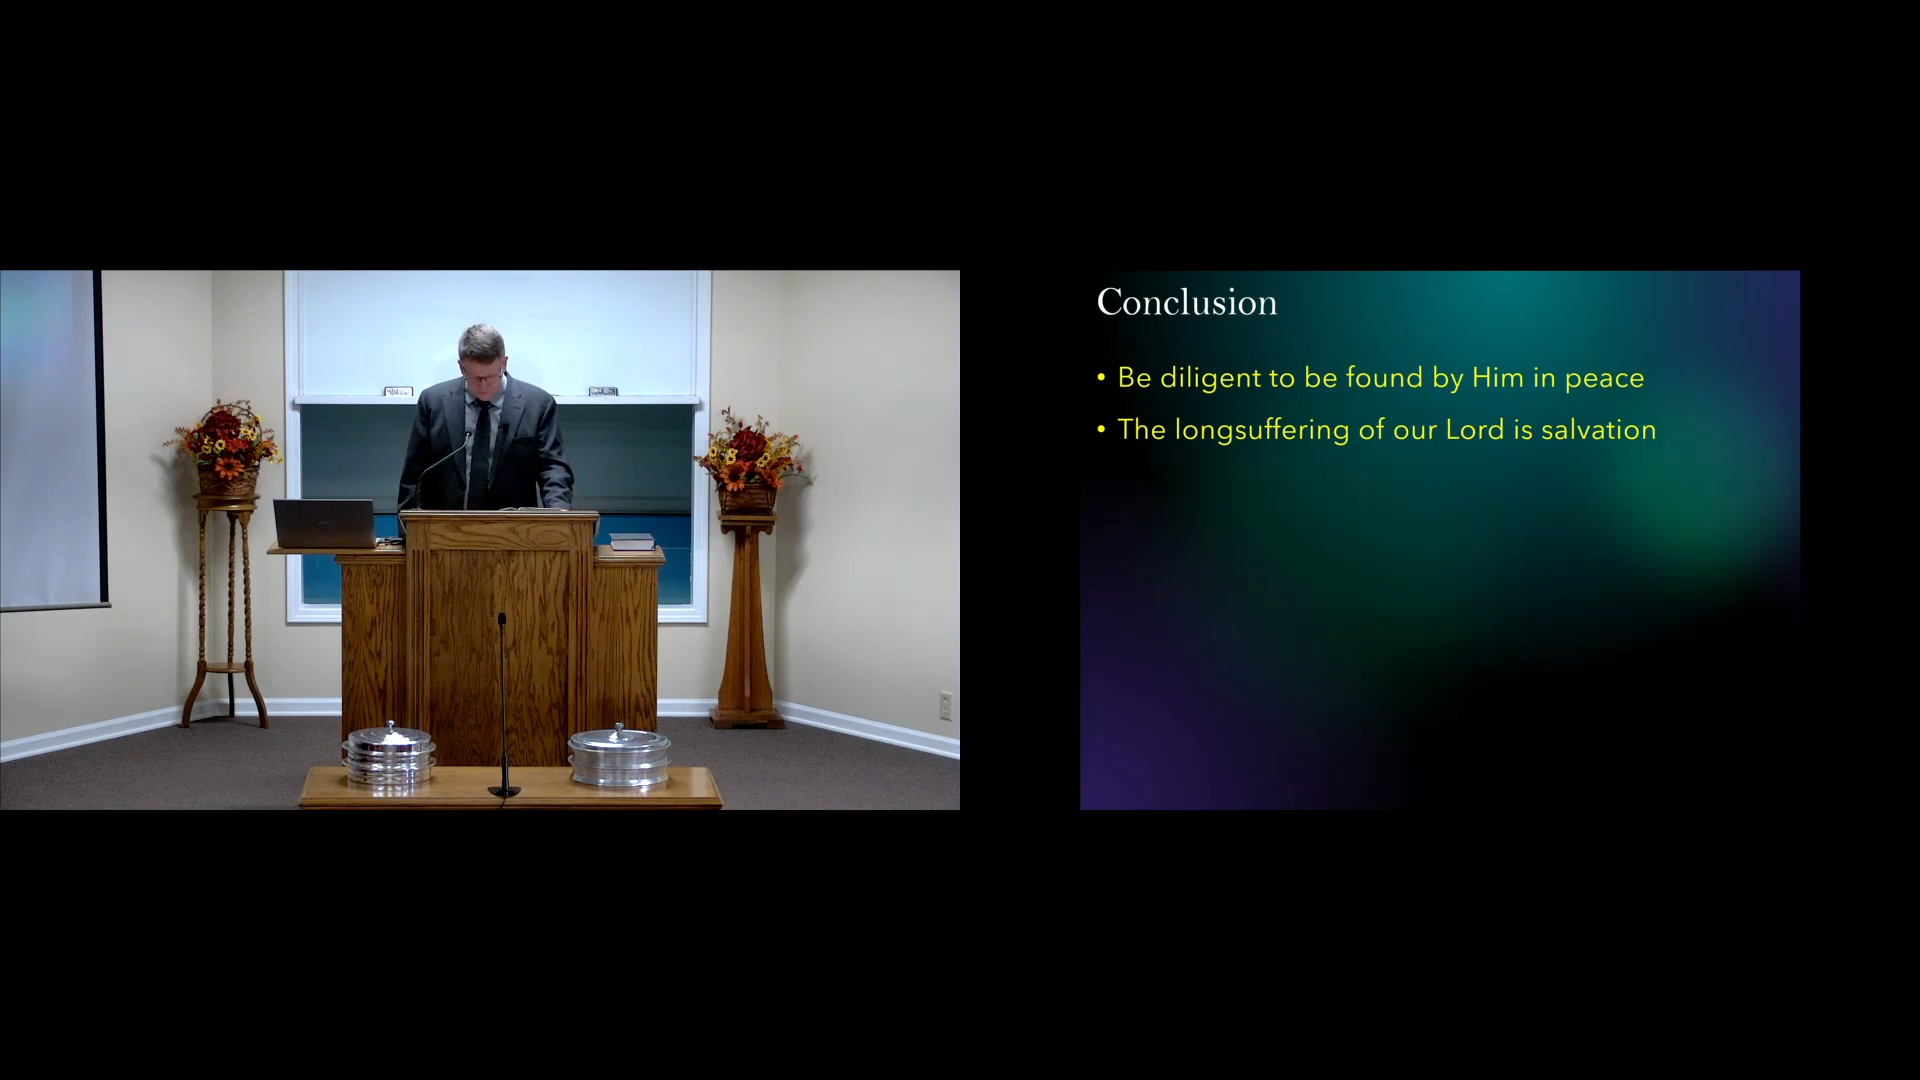 Conclusion
• Be diligent to be found by Him in peace
• The longsuffering of our Lord is salvation